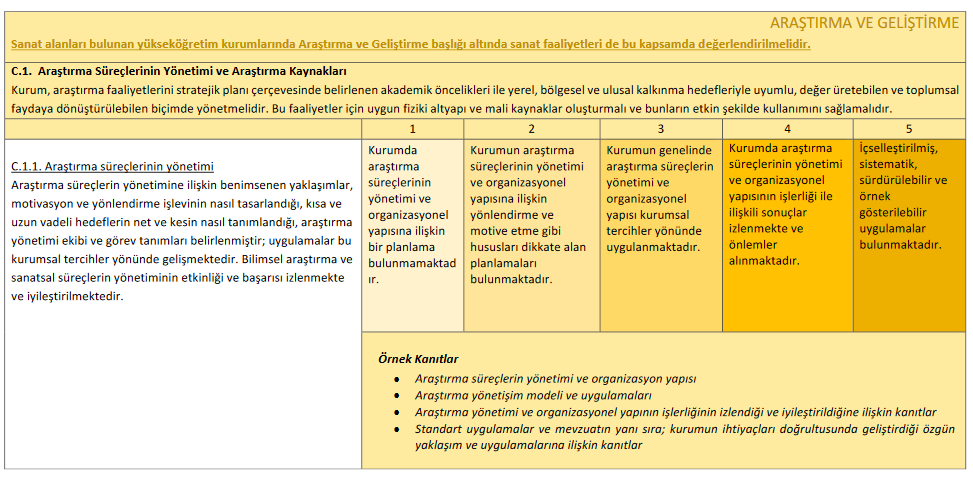 ARAŞTIRMA VE GELİŞTİRME
Sanat alanları bulunan yükseköğretim kurumlarında Araştırma ve Geliştirme başlığı altında sanat faaliyetleri de bu kapsamda değerlendirilmelidir.
C.1. Araştırma Süreçlerinin Yönetimi ve Araştırma Kaynakları
Kurum, araştırma faaliyetlerini stratejik planı çerçevesinde belirlenen akademik öncelikleri ile yerel, bölgesel ve ulusal kalkınma hedefleriyle uyumlu, değer üretebilen ve toplumsal
faydaya dönüştürülebilen biçimde yönetmelidir. Bu faaliyetler için uygun fiziki altyapı ve mali kaynaklar oluşturmalı ve bunların etkin şekilde kullanımını sağlamalıdır.
1 2 3 4 5
C.1.1. Araştırma süreçlerinin yönetimi
Araştırma süreçlerin yönetimine ilişkin benimsenen yaklaşımlar,
motivasyon ve yönlendirme işlevinin nasıl tasarlandığı, kısa ve
uzun vadeli hedeflerin net ve kesin nasıl tanımlandığı, araştırma
yönetimi ekibi ve görev tanımları belirlenmiştir; uygulamalar bu
kurumsal tercihler yönünde gelişmektedir. Bilimsel araştırma ve
sanatsal süreçlerin yönetiminin etkinliği ve başarısı izlenmekte
ve iyileştirilmektedir.
Kurumda
araştırma
süreçlerinin
yönetimi ve
organizasyonel
yapısına ilişkin
bir planlama
bulunmamaktad
ır.
Kurumun araştırma
süreçlerinin yönetimi
ve organizasyonel
yapısına ilişkin
yönlendirme ve
motive etme gibi
hususları dikkate alan
planlamaları
bulunmaktadır.
Kurumun genelinde
araştırma süreçlerin
yönetimi ve
organizasyonel
yapısı kurumsal
tercihler yönünde
uygulanmaktadır.
Kurumda araştırma
süreçlerinin yönetimi
ve organizasyonel
yapısının işlerliği ile
ilişkili sonuçlar
izlenmekte ve
önlemler
alınmaktadır.
İçselleştirilmiş,
sistematik,
sürdürülebilir ve
örnek
gösterilebilir
uygulamalar
bulunmaktadır.
Örnek Kanıtlar
• Araştırma süreçlerin yönetimi ve organizasyon yapısı
• Araştırma yönetişim modeli ve uygulamaları
• Araştırma yönetimi ve organizasyonel yapının işlerliğinin izlendiği ve iyileştirildiğine ilişkin kanıtlar
• Standart uygulamalar ve mevzuatın yanı sıra; kurumun ihtiyaçları doğrultusunda geliştirdiği özgün
yaklaşım ve uygulamalarına ilişkin kanıtlar